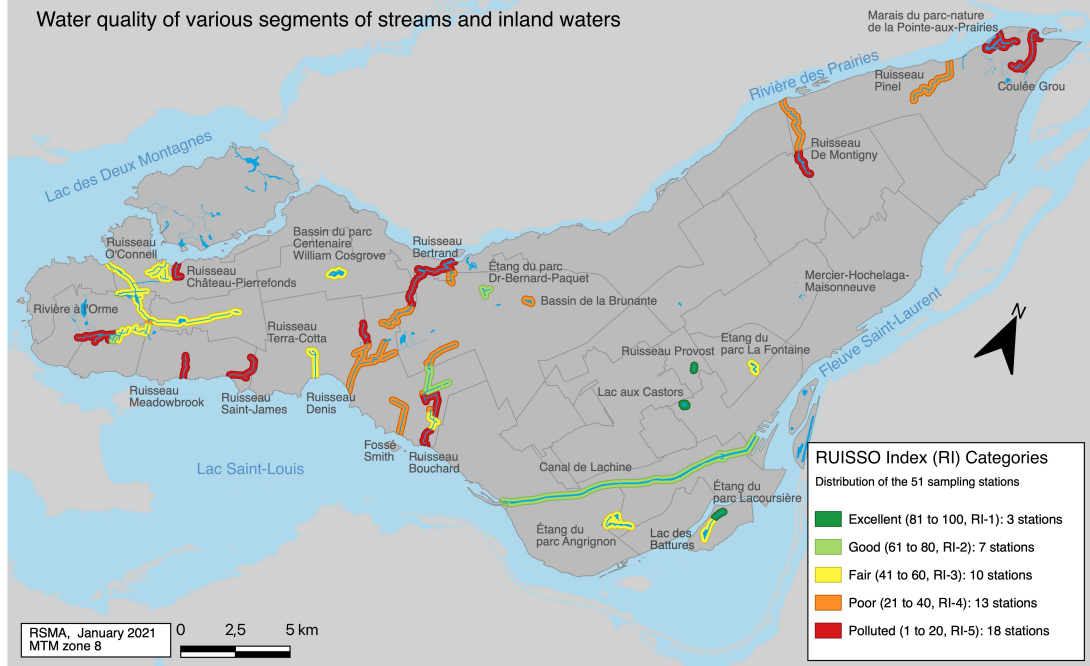 Water quality of various segments of streams and inland waters
Marais du parc-nature
de la Pointe-aux-Prairies
Rivière des Prairies
Ruisseau
Pinel
Coulée Grou
Ruisseau
De Montigny
Lac des Deux Montagnes
Ruisseau
O'Connell
Bassin du parc
Centenaire
William Cosgrove
Ruisseau
Bertrand
Étang du parc
Dr-Bernard-Paquet
Ruisseau
Château-Pierrefonds
Bassin de la Brunante
Mercier-Hochelaga-
Maisonneuve
Rivière à l'Orme
Ruisseau
Terra-Cotta
Fleuve Saint-Laurent
N
Ruisseau Provost
Etang du
parc La Fontaine
Lac aux Castors
Ruisseau
Meadowbrook
Ruisseau
Saint-James
Ruisseau
Denis
Fossé
Smith
Ruisseau
Bouchard
Lac Saint-Louis
Canal de Lachine
Étang du
parc Lacoursière
Étang du
parc Angrignon
Lac des
Battures
RUISSO Index (RI) Categories
Distribution of the 51 sampling stations
Excellent (81 to 100, RI-1): 3 stations
Good (61 to 80, RI-2): 7 stations
Fair (41 to 60, RI-3): 10 stations
Poor (21 to 40, RI-4): 13 stations
Polluted (1 to 20, RI-5): 18 stations
RSMA, January 2021
MTM zone 8
0 2,5 5 km